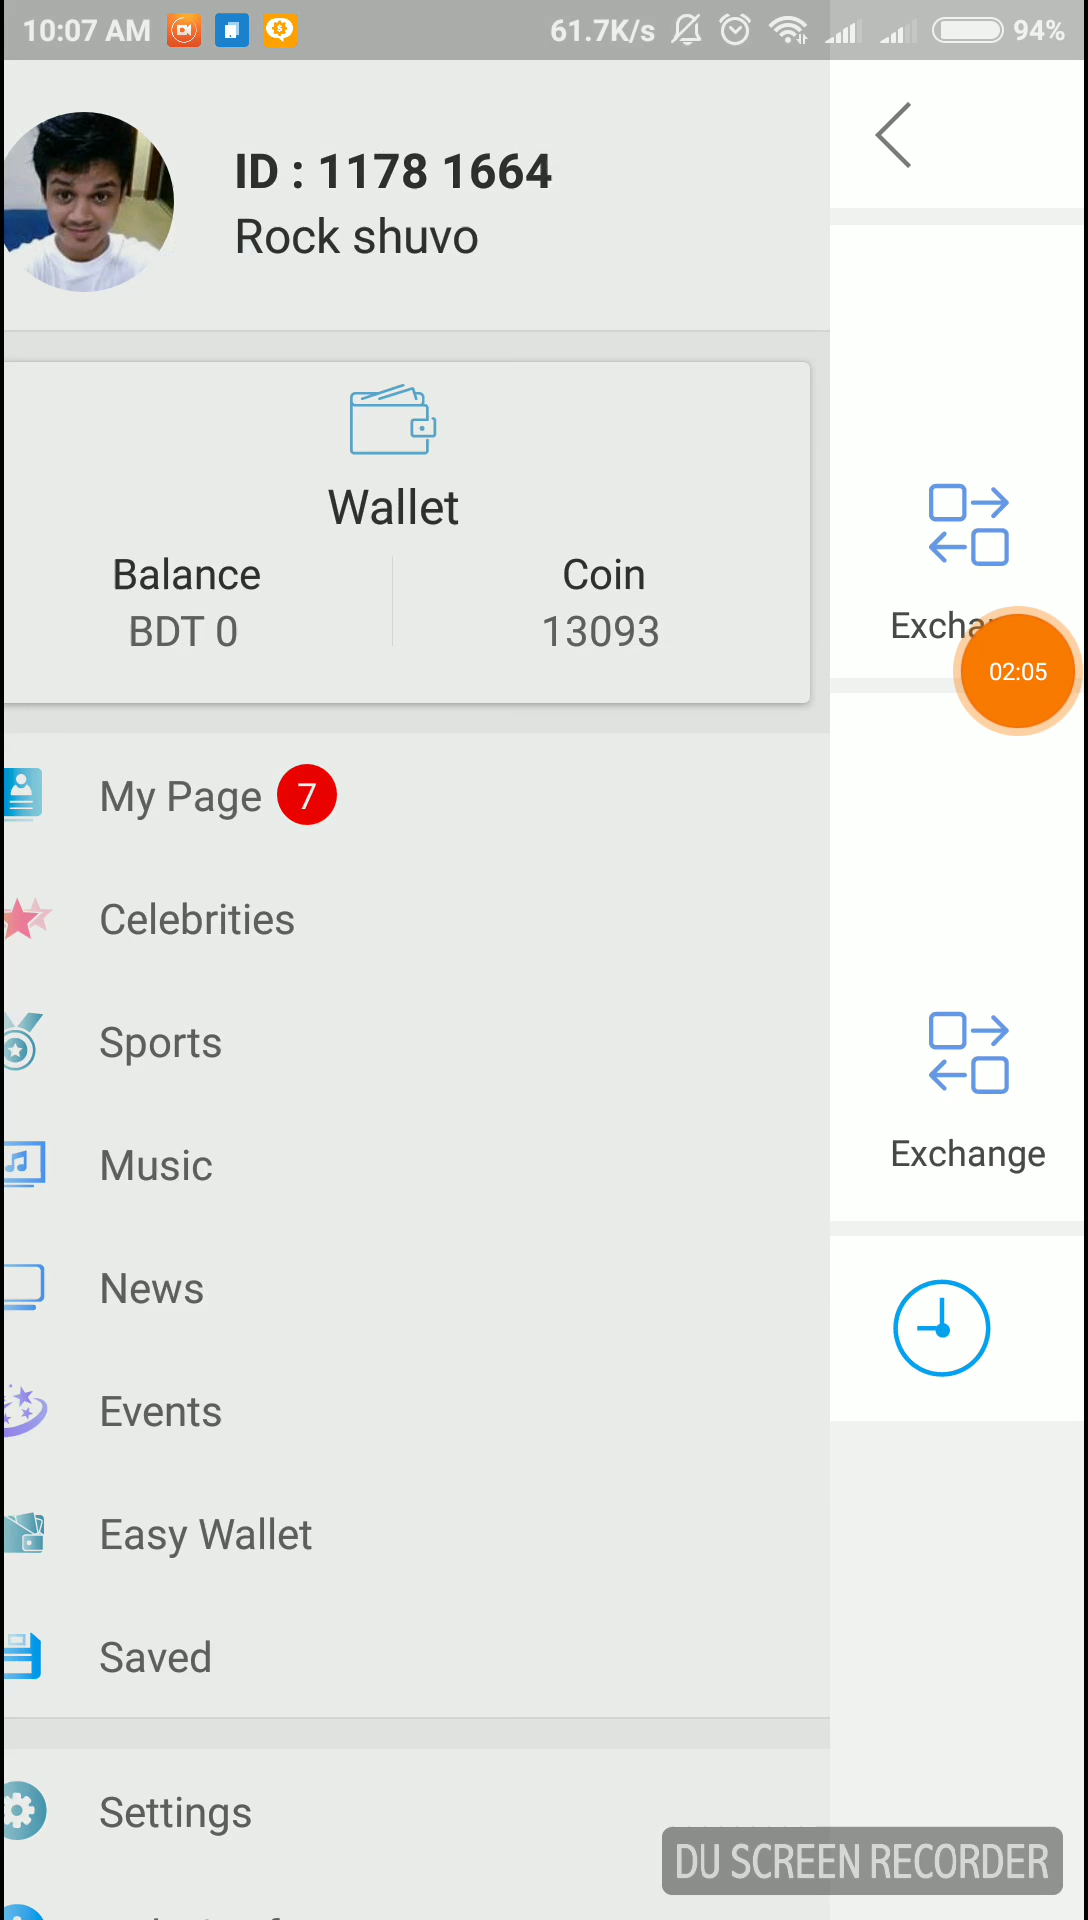 10:07 AM 61.7K/s 94%
ID : 1178 1664
Rock shuvo
Wallet
Balance Coin
BDT 0 13093
Exchan
02:05
My Page 7
Celebrities
Sports
Music
Exchange
News
Events
Easy Wallet
Saved
Settings
DU SCREEN RECORDER